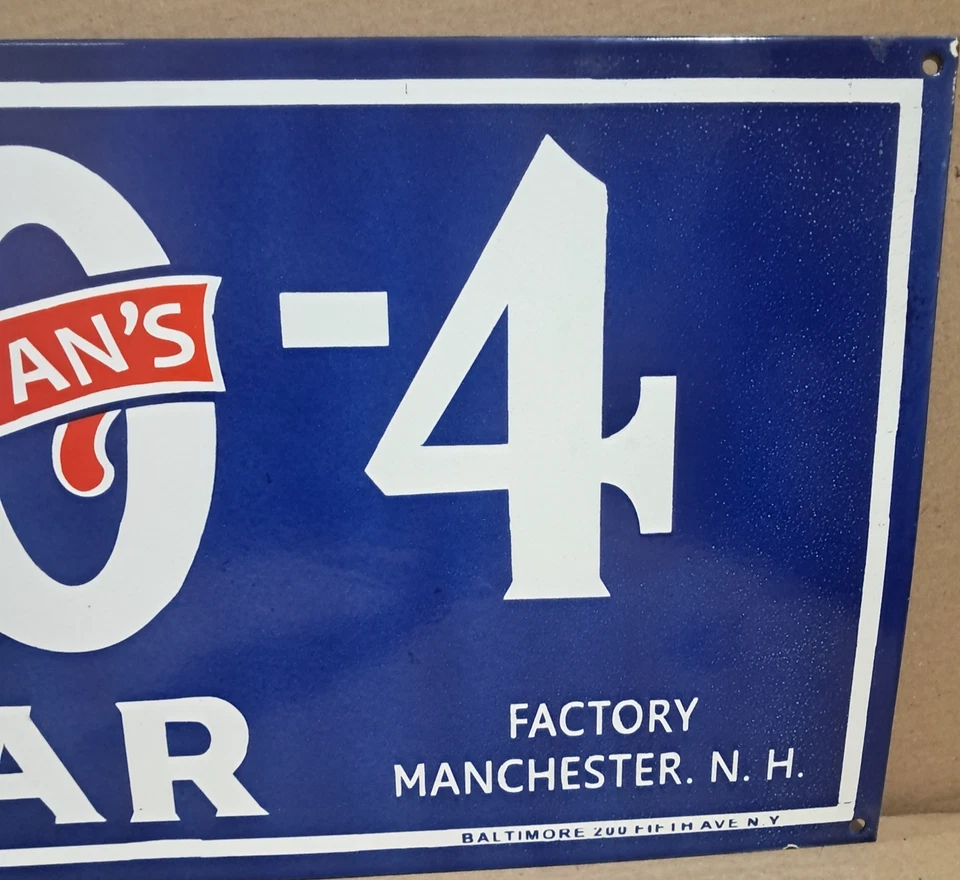 0-4
AN'S
AR
FACTORY
MANCHESTER. N. H.
BALTIMORE 200 FIFTH AVE N.Y